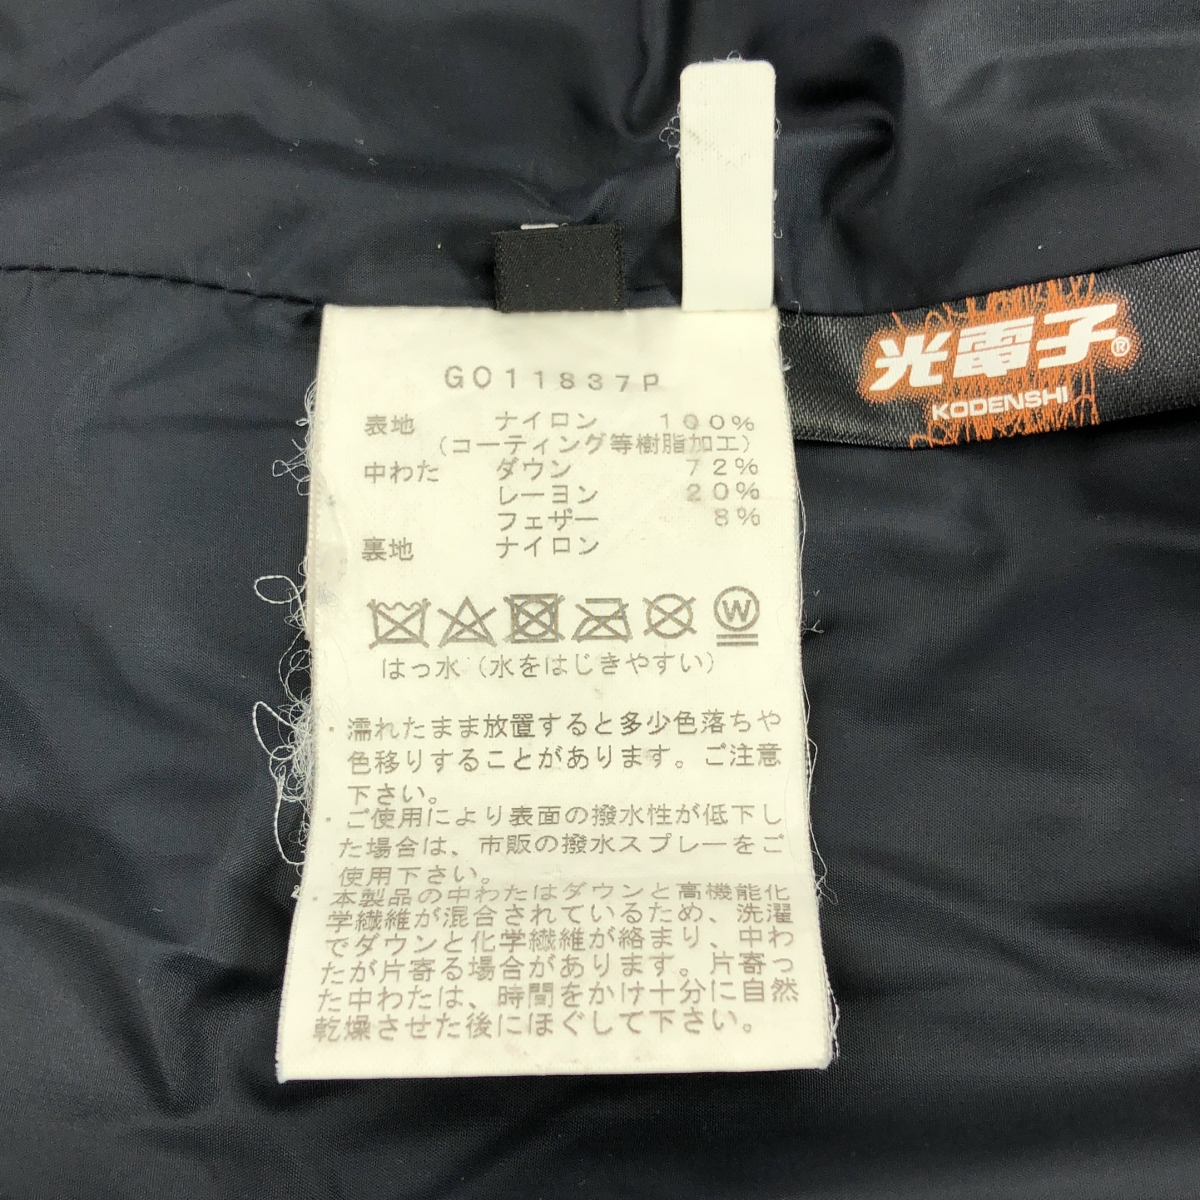 GO11837P
表地 ナイロン 100%
(コーティング等樹脂加工)
中わた ダウン 72%
レーヨン 20%
フェザー 8%
裏地 ナイロン
W
はっ水(水をはじきやすい)
・濡れたまま放置すると多少色落ちや
色移りすることがあります。ご注意
下さい。
・ご使用により表面の撥水性が低下し
た場合は、市販の撥水スプレーをご
使用下さい。
・本製品の中わたはダウンと高機能化
学繊維が混合されているため、洗濯
でダウンと化学繊維が絡まり、中わ
たが片寄る場合があります。片寄っ
た中わたは、時間をかけ十分に自然
乾燥させた後にほぐして下さい。
光電子®
KODENSHI